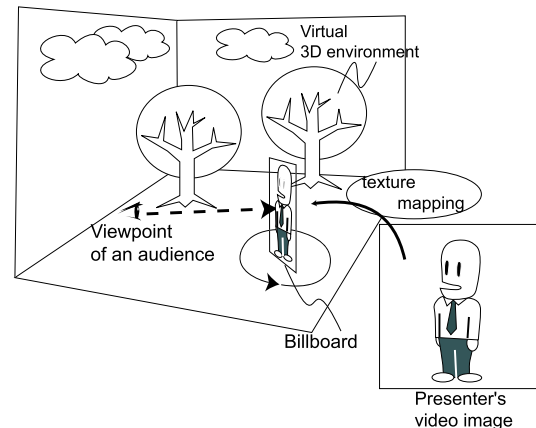 Virtual
3D environment
texture
mapping
Viewpoint
of an audience
Billboard
Presenter's
video image